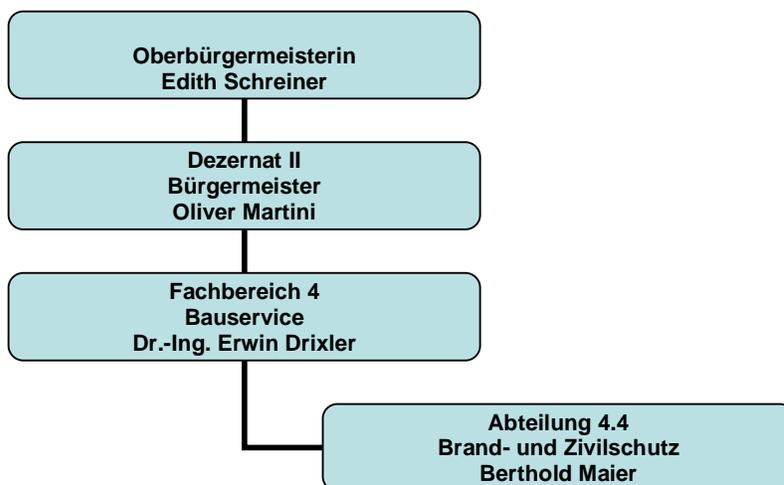 Oberbürgermeisterin
Edith Schreiner
Dezernat II
Bürgermeister
Oliver Martini
Fachbereich 4
Bauservice
Dr.-Ing. Erwin Drixler
Abteilung 4.4
Brand- und Zivilschutz
Berthold Maier